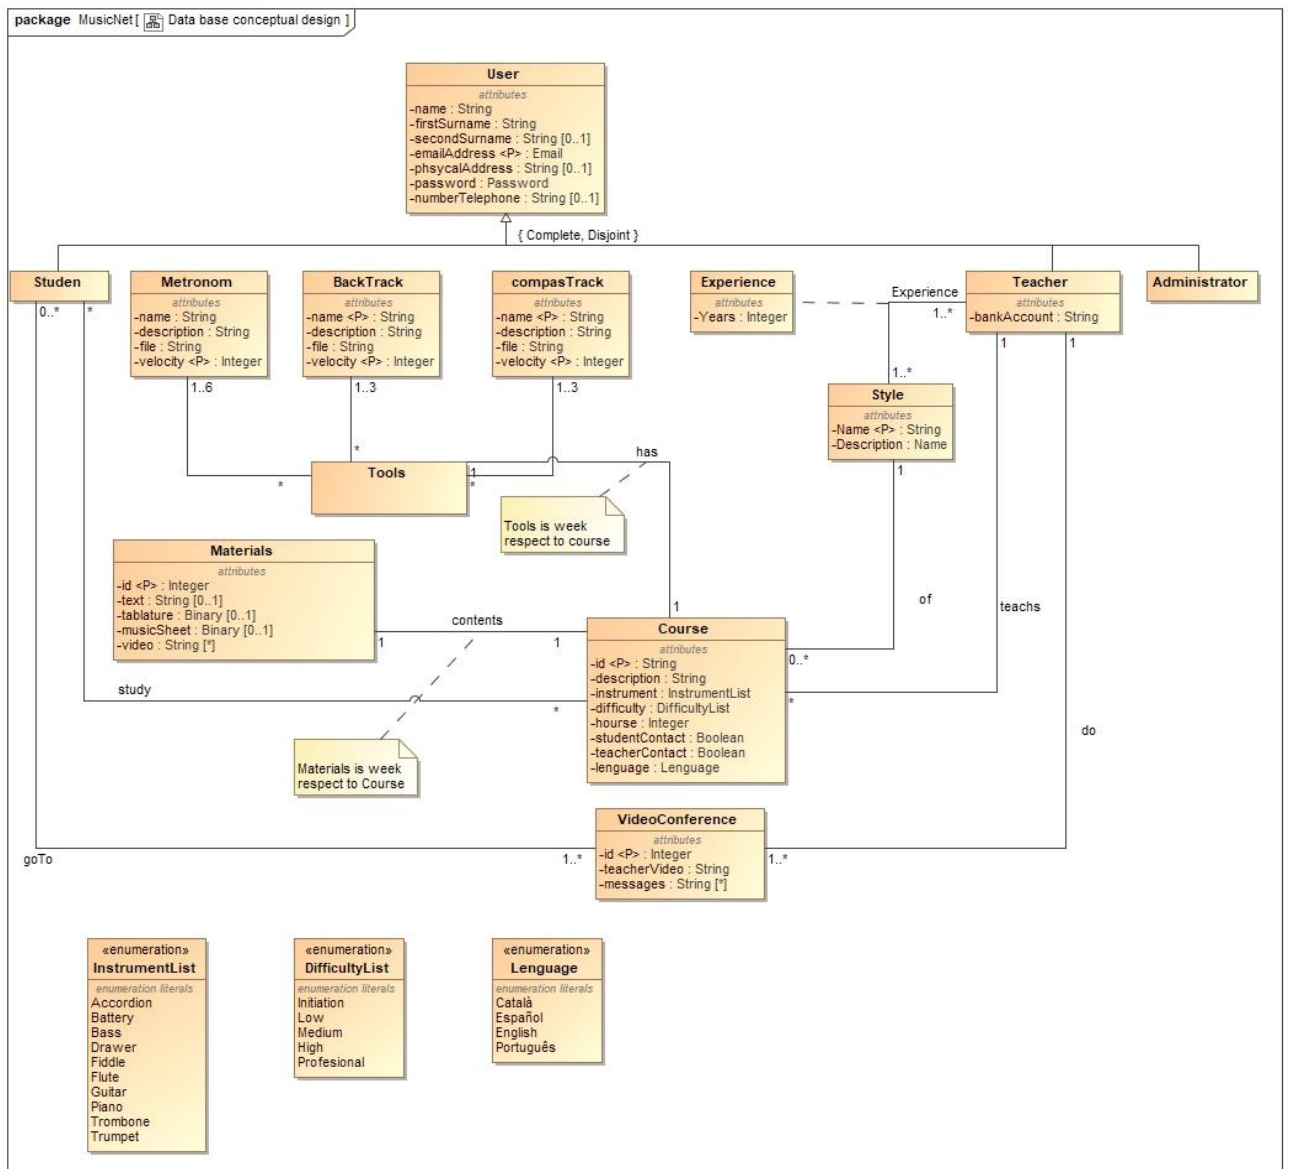 package MusicNet [ Data base conceptual design ]
User
attributes
-name : String
-firstSurname : String
-secondSurname : String [0..1]
-emailAddress <P> : Email
-phsycalAddress : String [0..1]
-password : Password
-numberTelephone : String [0..1]
{ Complete, Disjoint }
Studen
0..*
*
Metronom
attributes
-name : String
-description : String
-file : String
-velocity <P> : Integer
1..6
BackTrack
attributes
-name <P> : String
-description : String
-file : String
-velocity <P> : Integer
1..3
compasTrack
attributes
-name <P> : String
-description : String
-file : String
-velocity <P> : Integer
1..3
Experience
attributes
-Years : Integer
Experience
1..*
Teacher
attributes
-bankAccount : String
1
1
Administrator
1..*
Style
attributes
-Name <P> : String
-Description : Name
1
*
*
Tools
1
*
has
Tools is week
respect to course
Materials
attributes
-id <P> : Integer
-text : String [0..1]
-tablature : Binary [0..1]
-musicSheet : Binary [0..1]
-video : String [*]
1
contents
1
1
of
teachs
Course
attributes
-id <P> : String
-description : String
-instrument : InstrumentList
-difficulty : DifficultyList
-hourse : Integer
-studentContact : Boolean
-teacherContact : Boolean
-lenguage : Lenguage
0..*
*
study
*
do
Materials is week
respect to Course
VideoConference
attributes
-id <P> : Integer
-teacherVideo : String
-messages : String [*]
goTo
1..*
1..*
«enumeration»
InstrumentList
enumeration literals
Accordion
Battery
Bass
Drawer
Fiddle
Flute
Guitar
Piano
Trombone
Trumpet
«enumeration»
DifficultyList
enumeration literals
Initiation
Low
Medium
High
Profesional
«enumeration»
Lenguage
enumeration literals
Català
Español
English
Português